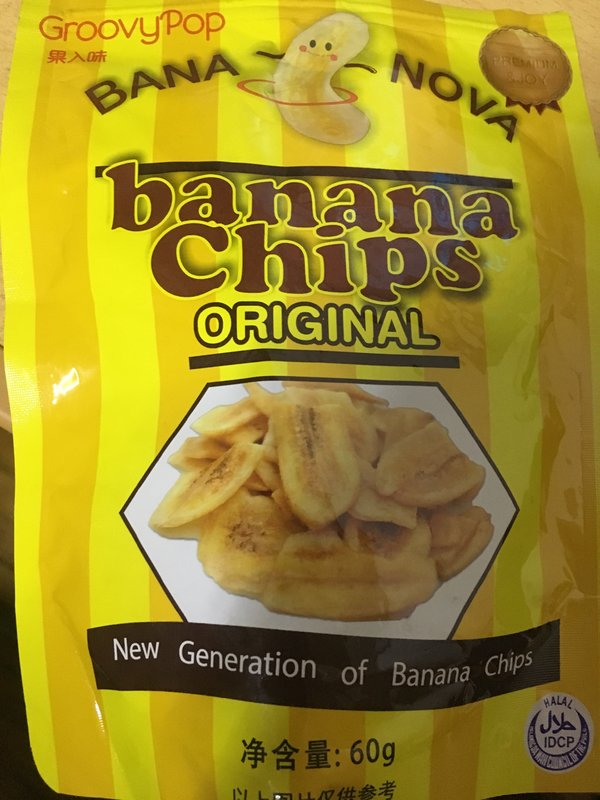 GroovyPop
果入味
BANA NOVA
PREMIUM
&JOY
banana
Chips
ORIGINAL
New Generation of Banana Chips
HALAL
حلال
IDCP
净含量: 60g
以上图片仅供参考